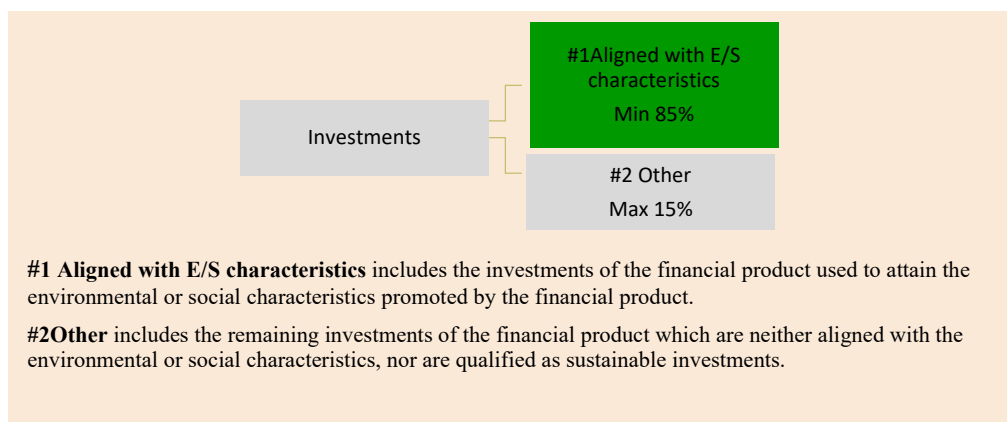 #1Aligned with E/S
characteristics
Min 85%
Investments
#2 Other
Max 15%
#1 Aligned with E/S characteristics includes the investments of the financial product used to attain the
environmental or social characteristics promoted by the financial product.
#2Other includes the remaining investments of the financial product which are neither aligned with the
environmental or social characteristics, nor are qualified as sustainable investments.